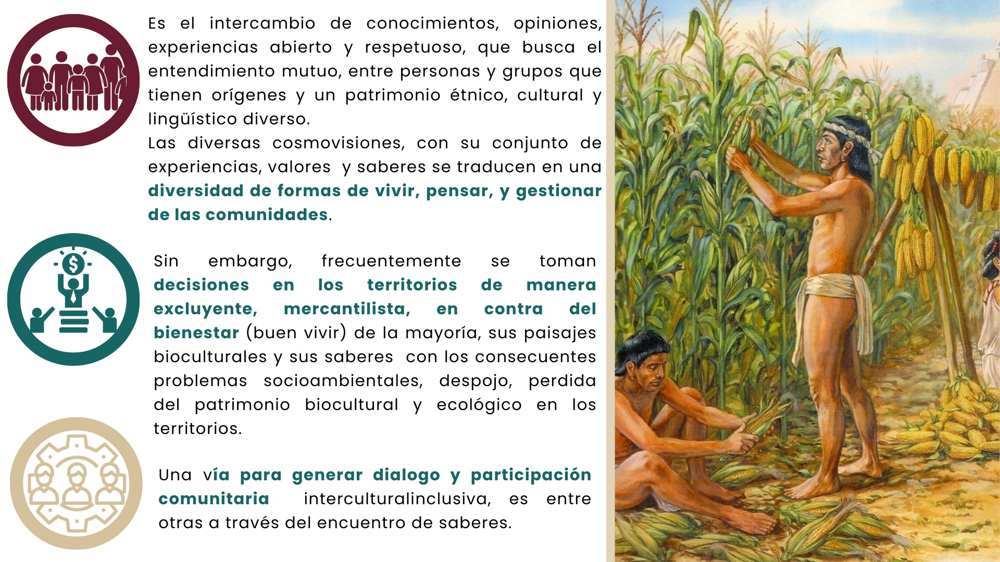 Es el intercambio de conocimientos, opiniones,
experiencias abierto y respetuoso, que busca el
entendimiento mutuo, entre personas y grupos que
tienen orígenes y un patrimonio étnico, cultural y
lingüístico diverso.
Las diversas cosmovisiones, con su conjunto de
experiencias, valores y saberes se traducen en una
diversidad de formas de vivir, pensar, y gestionar
de las comunidades.
Sin embargo, frecuentemente se toman
decisiones en los territorios de manera
excluyente, mercantilista, en contra del
bienestar (buen vivir) de la mayoría, sus paisajes
bioculturales y sus saberes con los consecuentes
problemas socioambientales, despojo, perdida
del patrimonio biocultural y ecológico en los
territorios.
Una vía para generar dialogo y participación
comunitaria interculturalinclusiva, es entre
otras a través del encuentro de saberes.